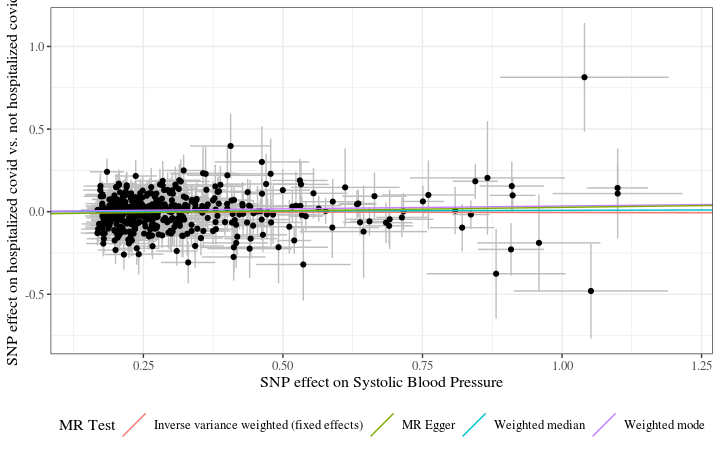 SNP effect on hospitalized covid vs. not hospitalized covid
1.0
0.5
0.0
-0.5
0.25
0.50
0.75
1.00
1.25
SNP effect on Systolic Blood Pressure
MR Test
Inverse variance weighted (fixed effects)
MR Egger
Weighted median
Weighted mode